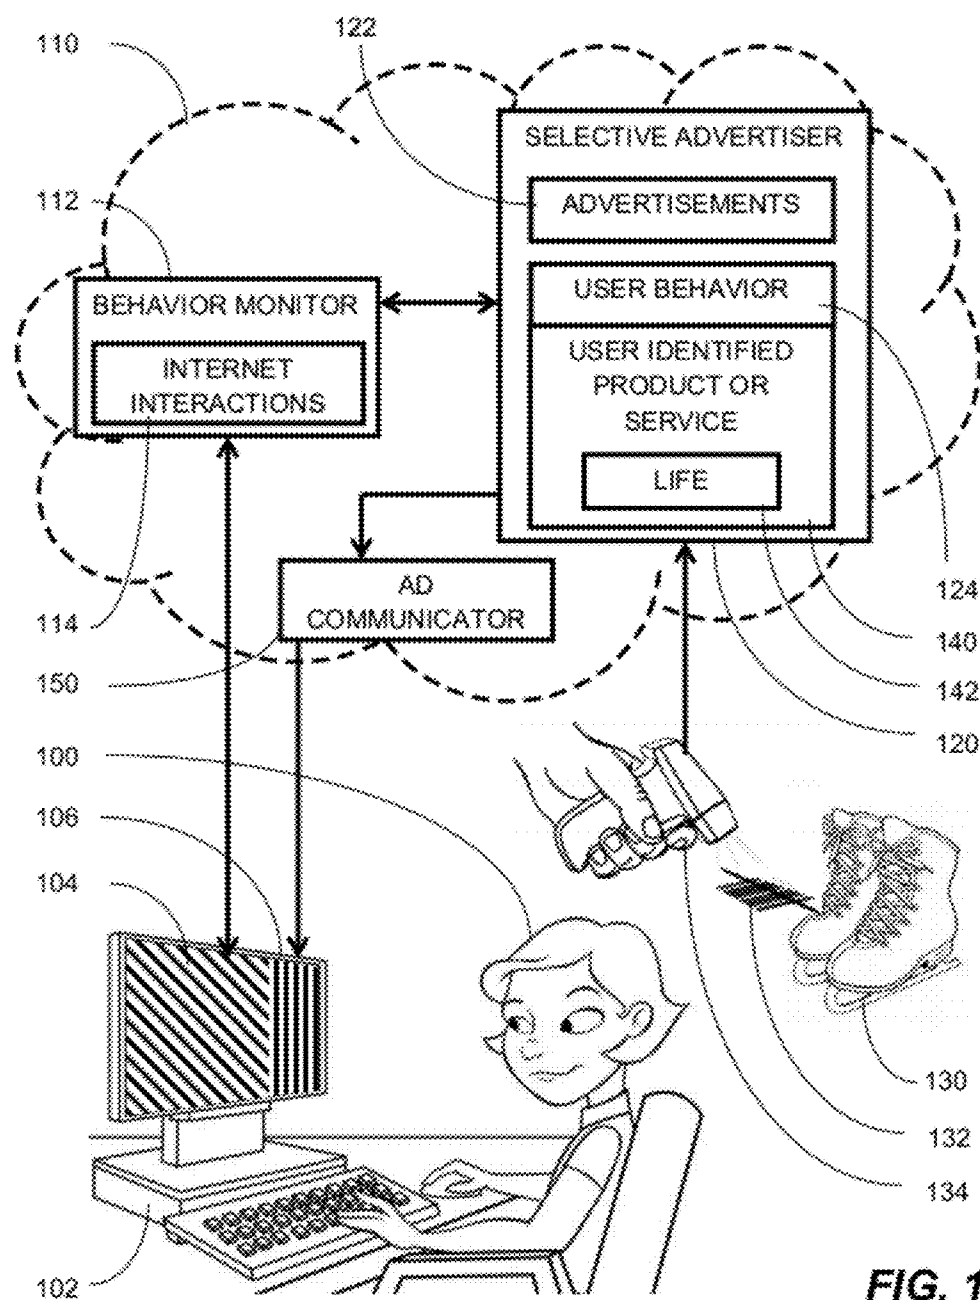 122
110
SELECTIVE ADVERTISER
ADVERTISEMENTS
112
BEHAVIOR MONITOR
USER BEHAVIOR
INTERNET
INTERACTIONS
USER IDENTIFIED
PRODUCT OR
SERVICE
LIFE
AD
COMMUNICATOR
124
114
140
150
142
120
100
106
104
130
132
134
102
FIG. 1